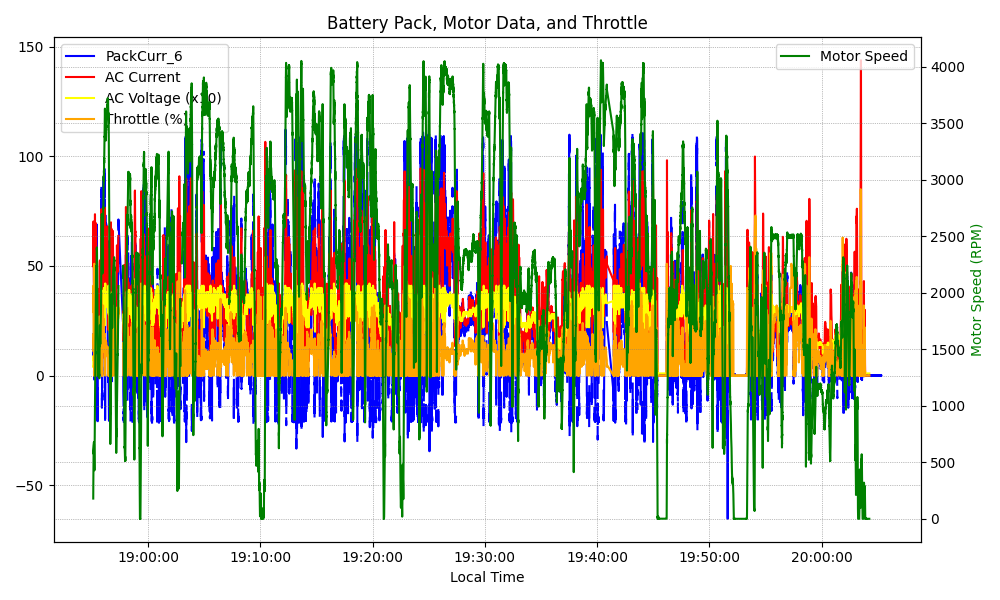 Battery Pack, Motor Data, and Throttle
PackCurr_6
AC Current
AC Voltage (x10)
Throttle (%)
Motor Speed
150
100
50
0
−50
4000
3500
3000
2500
2000
1500
1000
500
0
Motor Speed (RPM)
19:00:00
19:10:00
19:20:00
19:30:00
19:40:00
19:50:00
20:00:00
Local Time